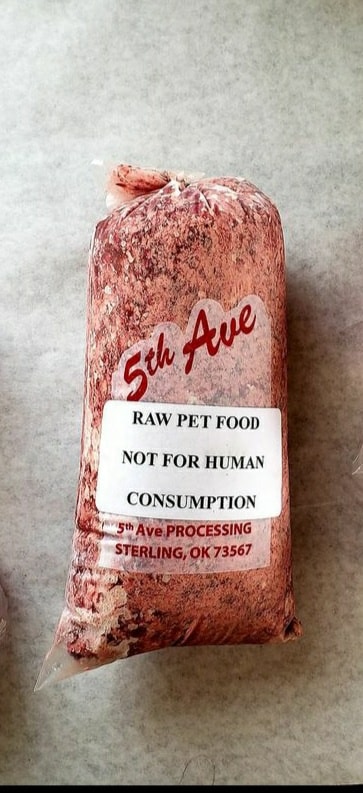 5th Ave
RAW PET FOOD
NOT FOR HUMAN
CONSUMPTION
5th Ave PROCESSING
STERLING, OK 73567